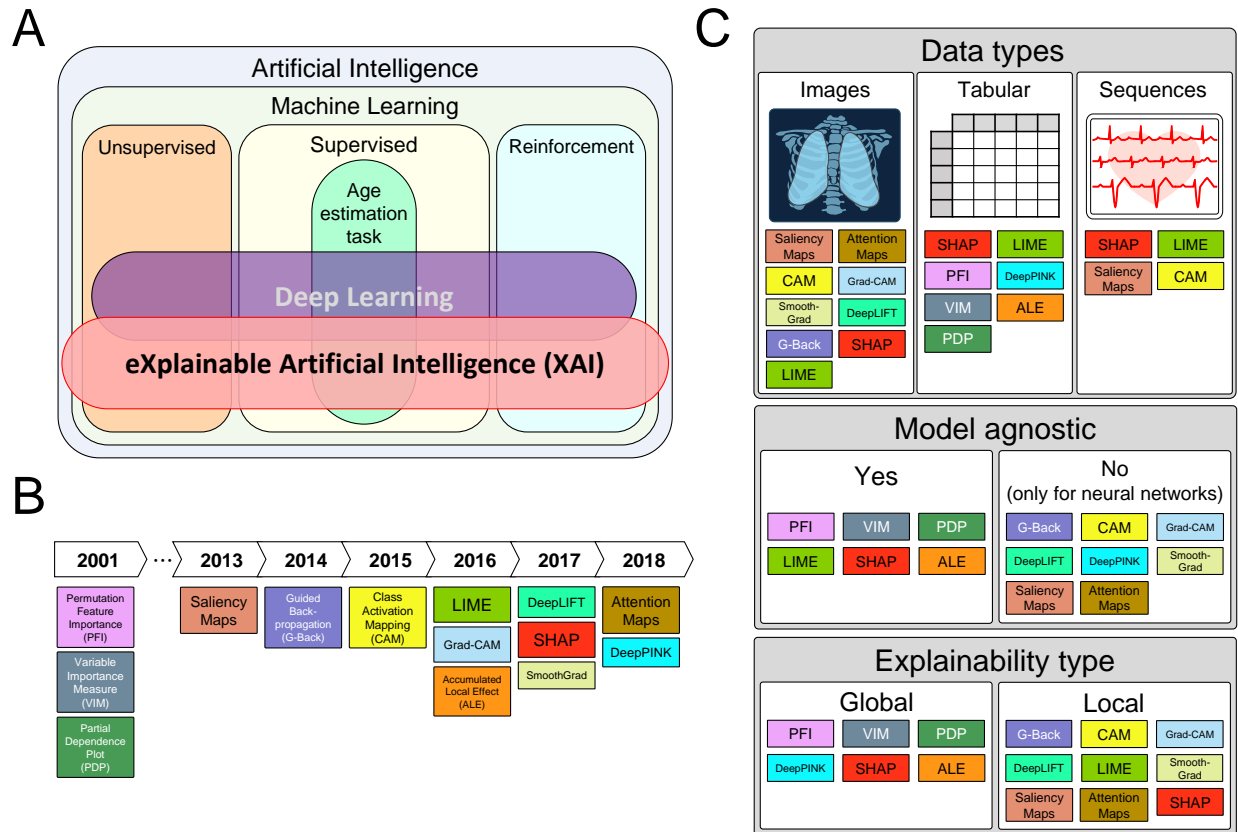 A
Artificial Intelligence
Machine Learning
Unsupervised
Supervised
Reinforcement
Age
estimation
task
Deep Learning
eXplainable Artificial Intelligence (XAI)
B
2001
...
2013
2014
2015
2016
2017
2018
Permutation
Feature
Importance
(PFI)
Variable
Importance
Measure
(VIM)
Partial
Dependence
Plot
(PDP)
Saliency
Maps
Guided
Back-
propagation
(G-Back)
Class
Activation
Mapping
(CAM)
LIME
Grad-CAM
Accumulated
Local Effect
(ALE)
DeepLIFT
SHAP
SmoothGrad
Attention
Maps
DeepPINK
C
Data types
Images
Saliency
Maps
Attention
Maps
CAM
Grad-CAM
Smooth-
Grad
DeepLIFT
G-Back
SHAP
LIME
Tabular
SHAP
LIME
PFI
DeepPINK
VIM
ALE
PDP
Sequences
SHAP
LIME
Saliency
Maps
CAM
Model agnostic
Yes
PFI
VIM
PDP
LIME
SHAP
ALE
No
(only for neural networks)
G-Back
CAM
Grad-CAM
DeepLIFT
DeepPINK
Smooth-
Grad
Saliency
Maps
Attention
Maps
Explainability type
Global
PFI
VIM
PDP
DeepPINK
SHAP
ALE
Local
G-Back
CAM
Grad-CAM
DeepLIFT
LIME
Smooth-
Grad
Saliency
Maps
Attention
Maps
SHAP